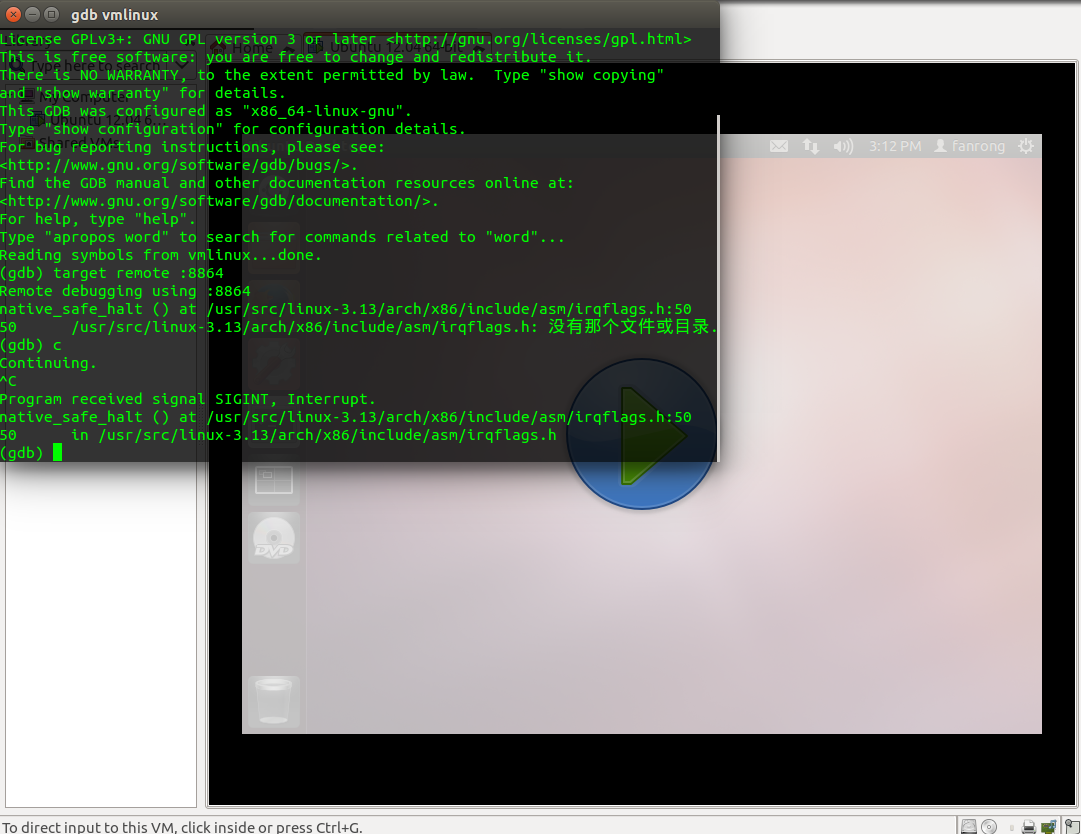 gdb vmlinux
License GPLv3+: GNU GPL version 3 or later <http://gnu.org/licenses/gpl.html>
This is free software: you are free to change and redistribute it.
There is NO WARRANTY, to the extent permitted by law.  Type "show copying"
and "show warranty" for details.
This GDB was configured as "x86_64-linux-gnu".
Type "show configuration" for configuration details.
For bug reporting instructions, please see:
<http://www.gnu.org/software/gdb/bugs/>.
Find the GDB manual and other documentation resources online at:
<http://www.gnu.org/software/gdb/documentation/>.
For help, type "help".
Type "apropos word" to search for commands related to "word"...
Reading symbols from vmlinux...done.
(gdb) target remote :8864
Remote debugging using :8864
native_safe_halt () at /usr/src/linux-3.13/arch/x86/include/asm/irqflags.h:50
50      /usr/src/linux-3.13/arch/x86/include/asm/irqflags.h: 没有那个文件或目录.
(gdb) c
Continuing.
^C
Program received signal SIGINT, Interrupt.
native_safe_halt () at /usr/src/linux-3.13/arch/x86/include/asm/irqflags.h:50
50      in /usr/src/linux-3.13/arch/x86/include/asm/irqflags.h
(gdb)
Home
Type here to search
My Computer
3:12 PM fanrong
DVD
To direct input to this VM, click inside or press Ctrl+G.